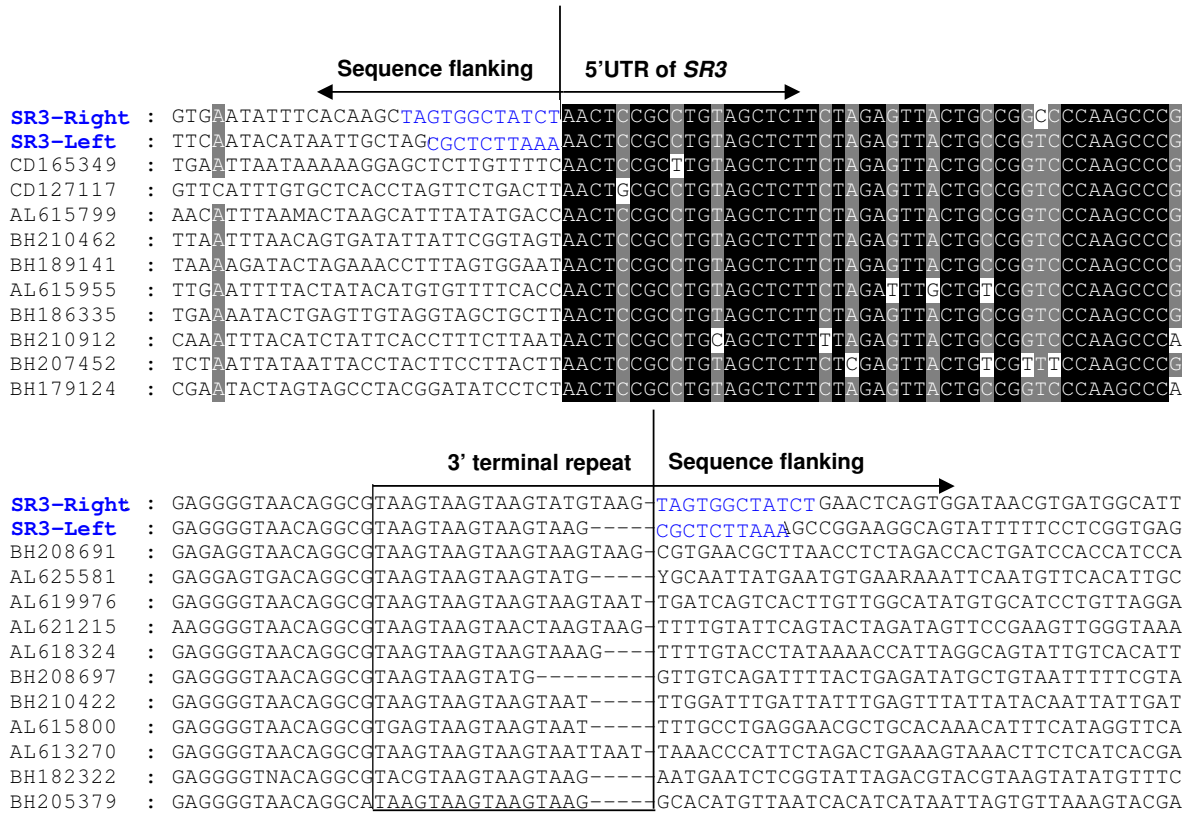 Sequence flanking 5'UTR of SR3
SR3-Right : GTGAATATTTCACAAGCTAGTGGCTATCTAACTCCGCCTGTAGCTCTTCTAGAGTTACTGCCGGCCCCAAGCCCG
SR3-Left : TTCAATACATAATTGCTAGCGCTCTTAAAAACTCCGCCTGTAGCTCTTCTAGAGTTACTGCCGGTCCCAAGCCCG
CD165349 : TGAATTAATAAAAAGGAGCTCTTGTTTTCAACTCCGCTTGTAGCTCTTCTAGAGTTACTGCCGGTCCCAAGCCCG
CD127117 : GTTCATTTGTGCTCACCTAGTTCTGACTTAACTGCGCCTGTAGCTCTTCTAGAGTTACTGCCGGTCCCAAGCCCG
AL615799 : AACATTTAAMACTAAGCATTTATATGACCAACTCCGCCTGTAGCTCTTCTAGAGTTACTGCCGGTCCCAAGCCCG
BH210462 : TTAATTTAACAGTGATATTATTCGGTAGTAACTCCGCCTGTAGCTCTTCTAGAGTTACTGCCGGTCCCAAGCCCG
BH189141 : TAAAAGATACTAGAAACCTTTAGTGGAATAACTCCGCCTGTAGCTCTTCTAGAGTTACTGCCGGTCCCAAGCCCG
AL615955 : TTGAATTTTACTATACATGTGTTTTCACCAACTCCGCCTGTAGCTCTTCTAGATTTGCTGTCGGTCCCAAGCCCG
BH186335 : TGAAAATACTGAGTTGTAGGTAGCTGCTTAACTCCGCCTGTAGCTCTTCTAGAGTTACTGCCGGTCCCAAGCCCG
BH210912 : CAAATTTACATCTATTCACCTTTCTTAATAACTCCGCCTGCAGCTCTTTTAGAGTTACTGCCGGTCCCAAGCCCA
BH207452 : TCTAATTATAATTACCTACTTCCTTACTTAACTCCGCCTGTAGCTCTTCTCGAGTTACTGTCGTTTCCAAGCCCG
BH179124 : CGAATACTAGTAGCCTACGGATATCCTCTAACTCCGCCTGTAGCTCTTCTAGAGTTACTGCCGGTCCCAAGCCCA
3' terminal repeat Sequence flanking
SR3-Right : GAGGGGTAACAGGCGTAAGTAAGTAAGTATGTAAG-TAGTGGCTATCTGAACTCAGTGGATAACGTGATGGCATT
SR3-Left : GAGGGGTAACAGGCGTAAGTAAGTAAGTAAG-----CGCTCTTAAAAGCCGGAAGGCAGTATTTTTCCTCGGTGAG
BH208691 : GAGAGGTAACAGGCGTAAGTAAGTAAGTAAGTAAG-CGTGAACGCTTAACCTCTAGACCACTGATCCACCATCCA
AL625581 : GAGGAGTGACAGGCGTAAGTAAGTAAGTATG-----YGCAATTATGAATGTGAARAAATTCAATGTTCACATTGC
AL619976 : GAGGGGTAACAGGCGTAAGTAAGTAAGTAAGTAAT-TGATCAGTCACTTGTTGGCATATGTGCATCCTGTTAGGA
AL621215 : AAGGGGTAACAGGCGTAAGTAAGTAACTAAGTAAG-TTTTGTATTCAGTACTAGATAGTTCCGAAGTTGGGTAAA
AL618324 : GAGGGGTAACAGGCGTAAGTAAGTAAGTAAAG----TTTTGTACCTATAAAACCATTAGGCAGTATTGTCACATT
BH208697 : GAGGGGTAACAGGCGTAAGTAAGTATG---------GTTGTCAGATTTTACTGAGATATGCTGTAATTTTTCGTA
BH210422 : GAGGGGTAACAGGCGTAAGTAAGTAAGTAAT-----TTGGATTTGATTATTTGAGTTTATTATACAATTATTGAT
AL615800 : GAGGGGTAACAGGCGTGAGTAAGTAAGTAAT-----TTTGCCTGAGGAACGCTGCACAAACATTTCATAGGTTCA
AL613270 : GAGGGGTAACAGGCGTAAGTAAGTAAGTAATTAAT-TAAACCCATTCTAGACTGAAAGTAAACTTCTCATCACGA
BH182322 : GAGGGGTNACAGGCGTACGTAAGTAAGTAAG-----AATGAATCTCGGTATTAGACGTACGTAAGTATATGTTTC
BH205379 : GAGGGGTAACAGGCATAAGTAAGTAAGTAAG-----GCACATGTTAATCACATCATAATTAGTGTTAAAGTACGA